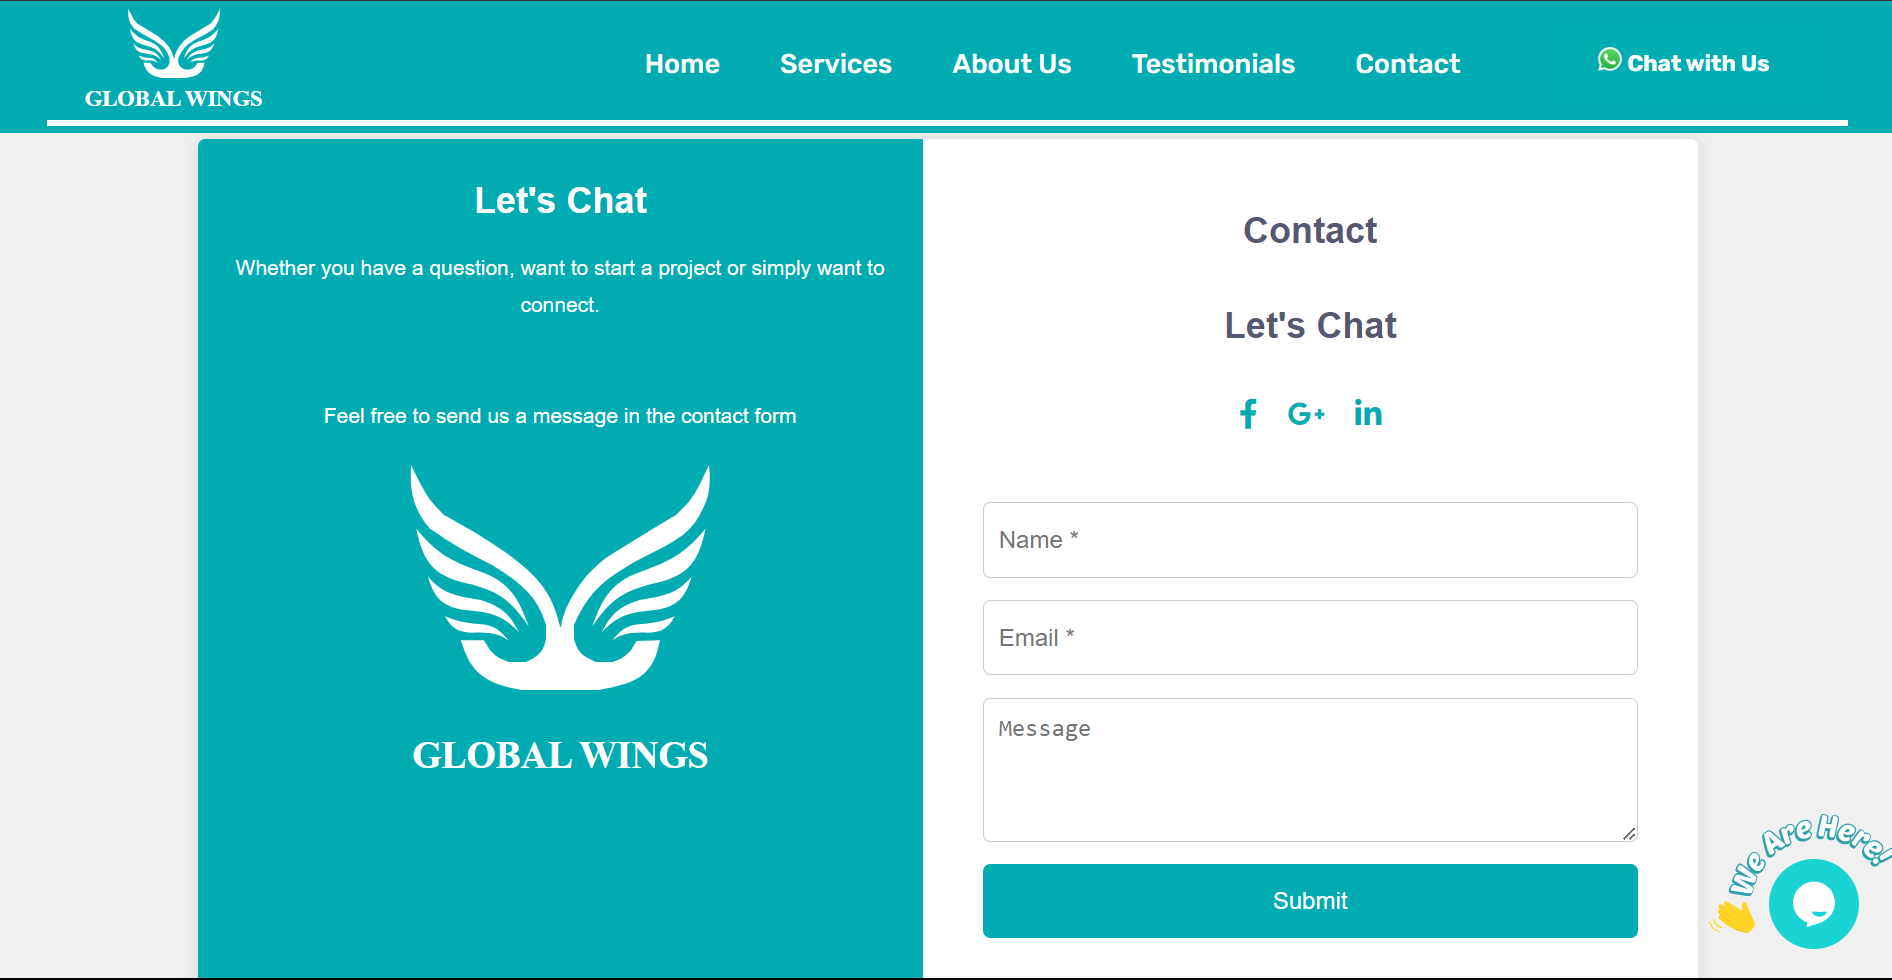 GLOBAL WINGS
Home
Services
About Us
Testimonials
Contact
Chat with Us
Let's Chat
Whether you have a question, want to start a project or simply want to
connect.
Feel free to send us a message in the contact form
GLOBAL WINGS
Contact
Let's Chat
f G+ in
Name *
Email *
Message
Submit
We Are Here!